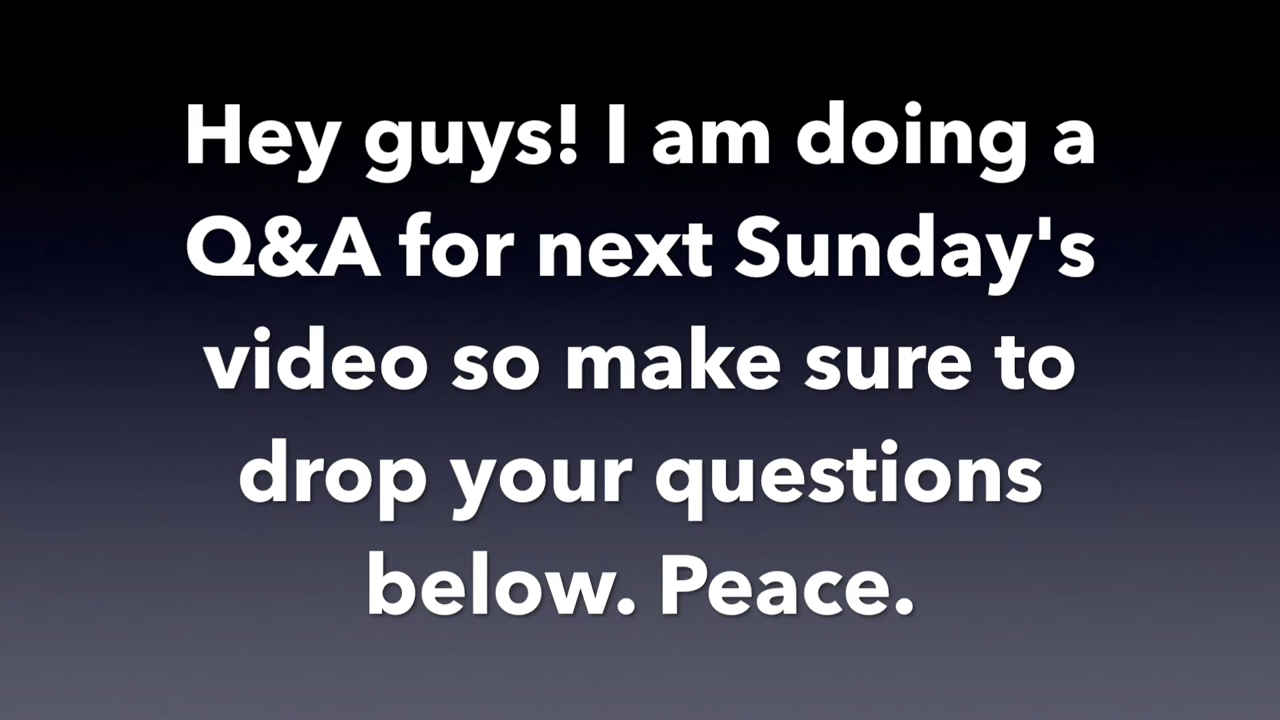 Hey guys! I am doing a
Q&A for next Sunday's
video so make sure to
drop your questions
below. Peace.